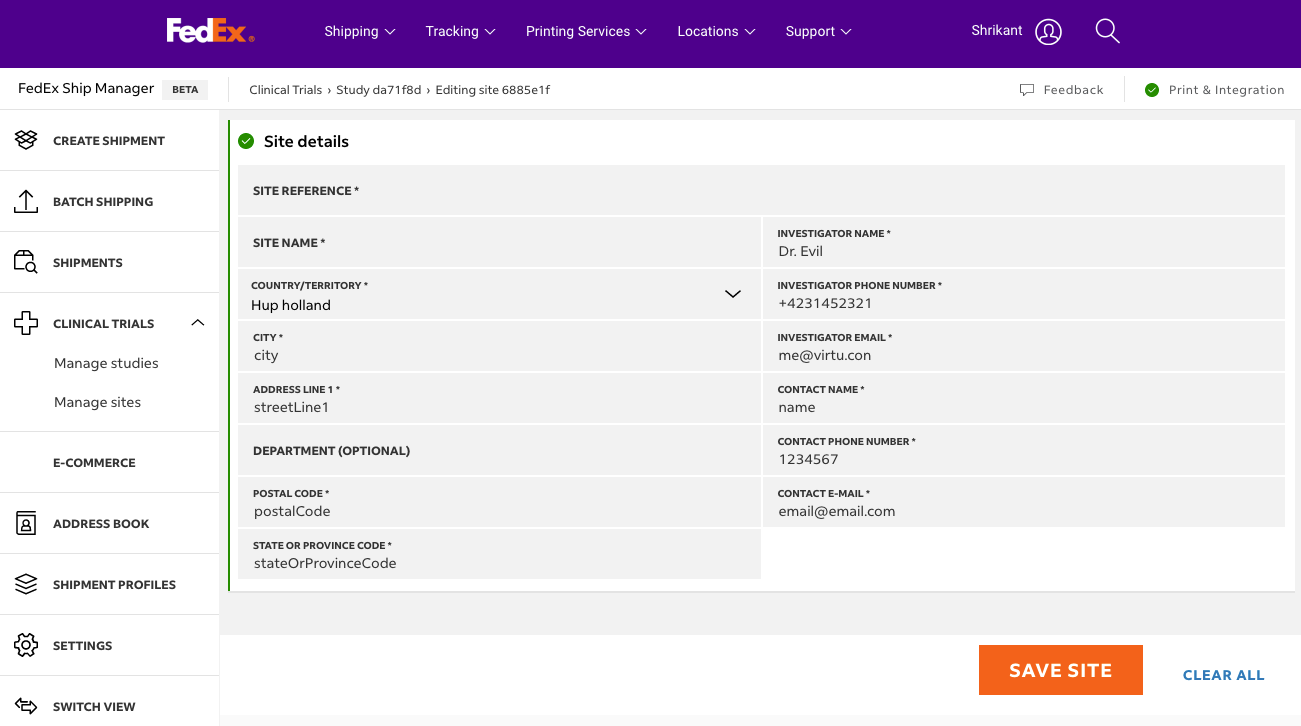 FedEx®
Shipping
Tracking
Printing Services
Locations
Support
Shrikant
FedEx Ship Manager BETA
Clinical Trials › Study da71f8d › Editing site 6885e1f
Feedback
Print & Integration
CREATE SHIPMENT
BATCH SHIPPING
SHIPMENTS
CLINICAL TRIALS
Manage studies
Manage sites
E-COMMERCE
ADDRESS BOOK
SHIPMENT PROFILES
SETTINGS
SWITCH VIEW
Site details
SITE REFERENCE *
SITE NAME *
INVESTIGATOR NAME *
Dr. Evil
COUNTRY/TERRITORY *
Hup holland
INVESTIGATOR PHONE NUMBER *
+4231452321
CITY *
city
INVESTIGATOR EMAIL *
me@virtu.con
ADDRESS LINE 1 *
streetLine1
CONTACT NAME *
name
DEPARTMENT (OPTIONAL)
CONTACT PHONE NUMBER *
1234567
POSTAL CODE *
postalCode
CONTACT E-MAIL *
email@email.com
STATE OR PROVINCE CODE *
stateOrProvinceCode
SAVE SITE
CLEAR ALL